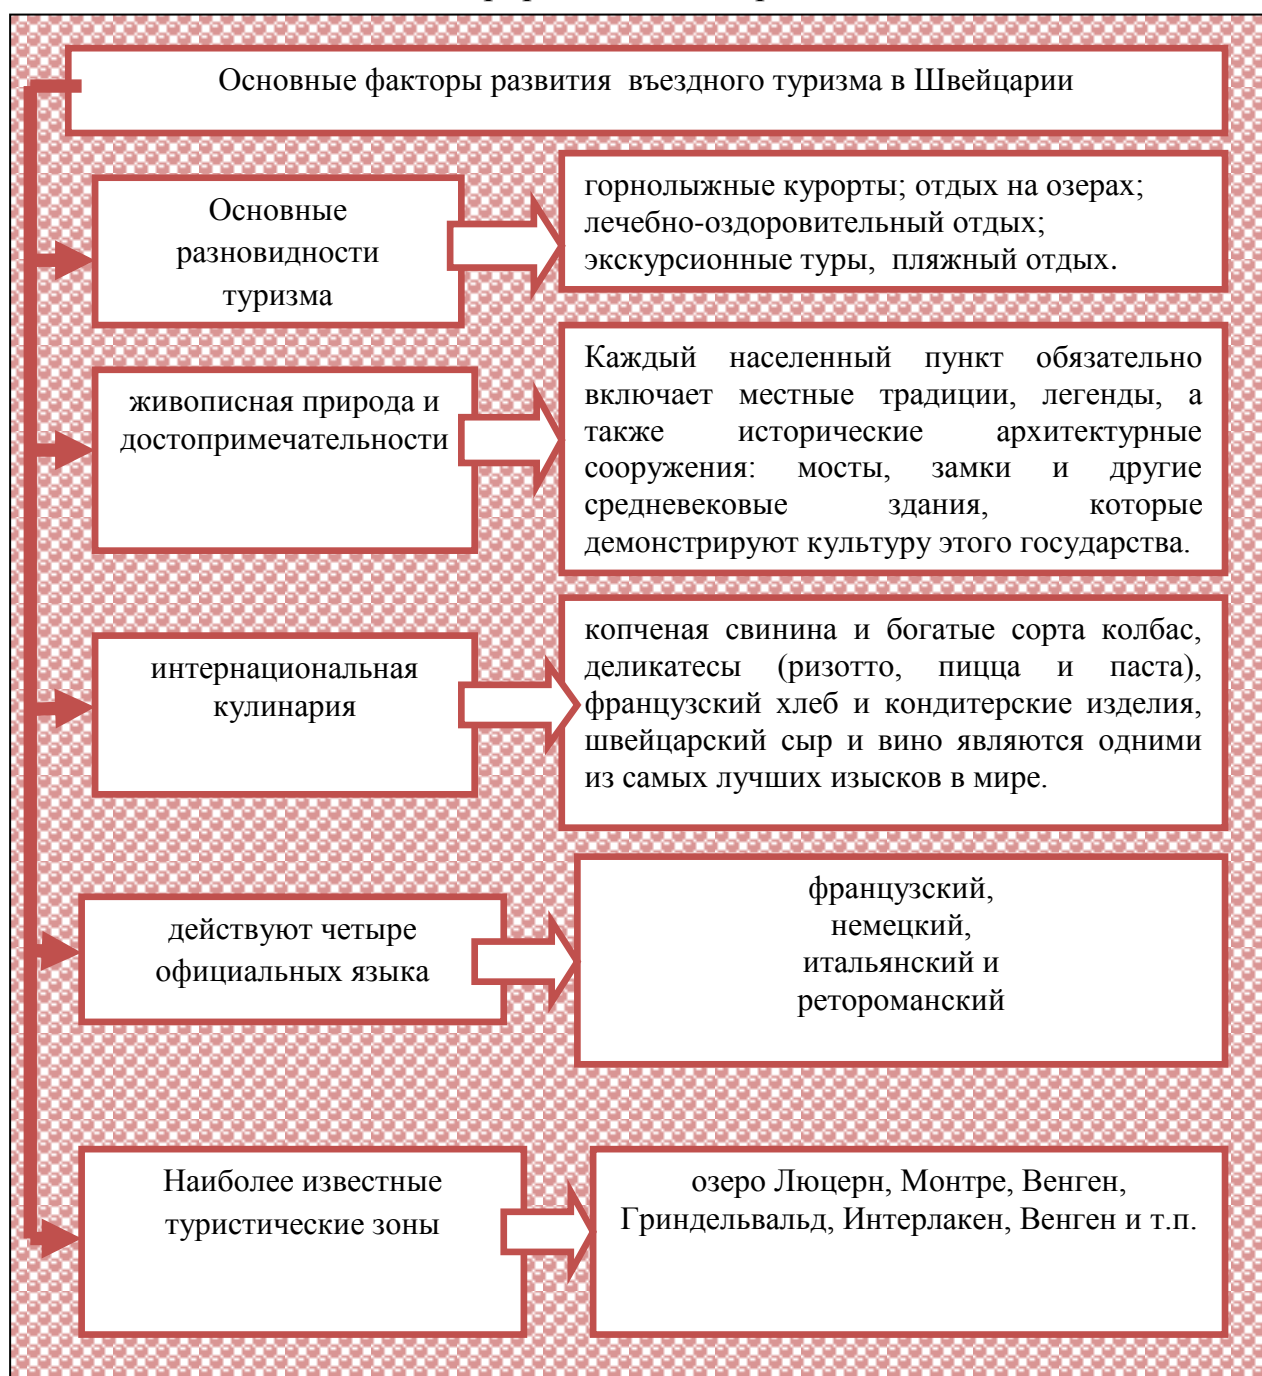 Основные факторы развития въездного туризма в Швейцарии
Основные
разновидности
туризма
горнолыжные курорты; отдых на озерах;
лечебно-оздоровительный отдых;
экскурсионные туры, пляжный отдых.
живописная природа и
достопримечательности
Каждый населенный пункт обязательно
включает местные традиции, легенды, а
также исторические архитектурные
сооружения: мосты, замки и другие
средневековые здания, которые
демонстрируют культуру этого государства.
интернациональная
кулинария
копченая свинина и богатые сорта колбас,
деликатесы (ризотто, пицца и паста),
французский хлеб и кондитерские изделия,
швейцарский сыр и вино являются одними
из самых лучших изысков в мире.
действуют четыре
официальных языка
французский,
немецкий,
итальянский и
ретороманский
Наиболее известные
туристические зоны
озеро Люцерн, Монтре, Венген,
Гриндельвальд, Интерлакен, Венген и т.п.